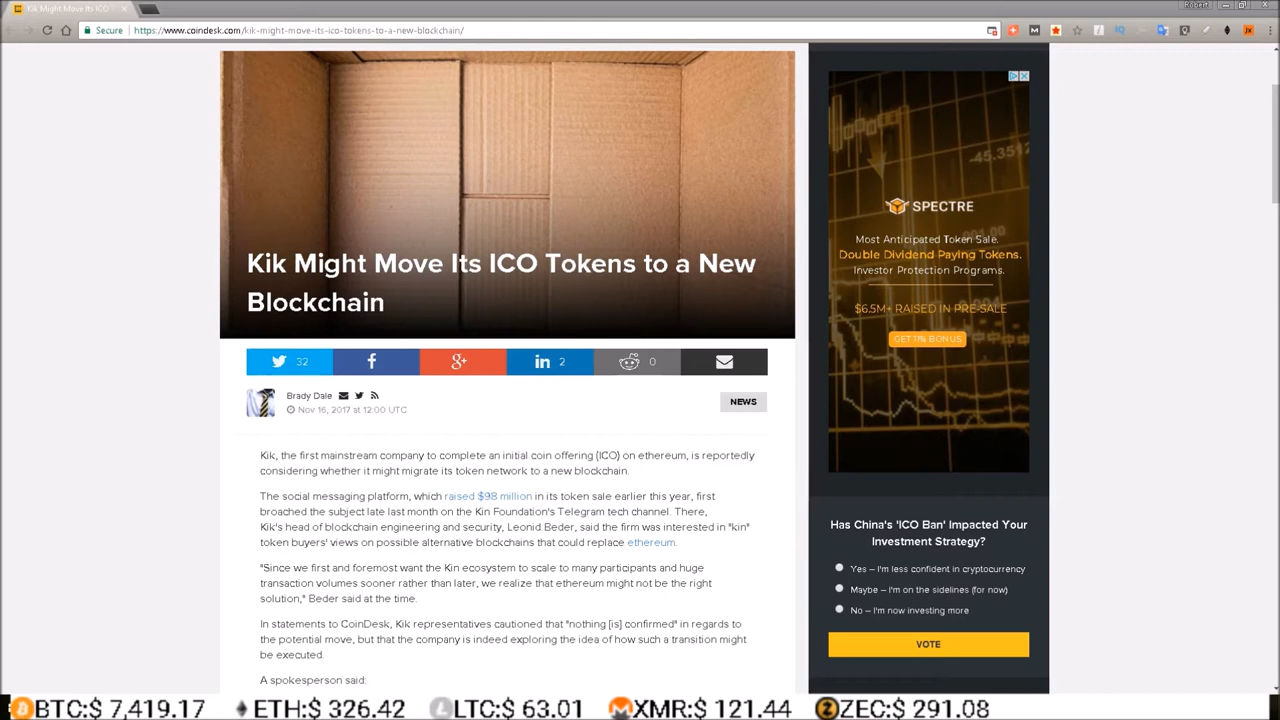 Kik Might Move Its ICO
Robert
Secure
https://www.coindesk.com/kik-might-move-its-ico-tokens-to-a-new-blockchain/
Kik Might Move Its ICO Tokens to a New
Blockchain
32
2
0
Brady Dale
Nov 16, 2017 at 12:00 UTC
NEWS
Kik, the first mainstream company to complete an initial coin offering (ICO) on ethereum, is reportedly
considering whether it might migrate its token network to a new blockchain.
The social messaging platform, which raised $98 million in its token sale earlier this year, first
broached the subject late last month on the Kin Foundation's Telegram tech channel. There,
Kik's head of blockchain engineering and security, Leonid Beder, said the firm was interested in "kin"
token buyers' views on possible alternative blockchains that could replace ethereum.
"Since we first and foremost want the Kin ecosystem to scale to many participants and huge
transaction volumes sooner rather than later, we realize that ethereum might not be the right
solution," Beder said at the time.
In statements to CoinDesk, Kik representatives cautioned that "nothing [is] confirmed" in regards to
the potential move, but that the company is indeed exploring the idea of how such a transition might
be executed.
A spokesperson said:
-45.3512
SPECTRE
Most Anticipated Token Sale.
Double Dividend Paying Tokens.
Investor Protection Programs.
$6.5M+ RAISED IN PRE-SALE
GET 11% BONUS
Has China's 'ICO Ban' Impacted Your
Investment Strategy?
Yes – I'm less confident in cryptocurrency
Maybe – I'm on the sidelines (for now)
No – I'm now investing more
VOTE
BTC:$ 7,419.17 ETH:$ 326.42 LTC:$ 63.01 XMR:$ 121.44 ZEC:$ 291.08